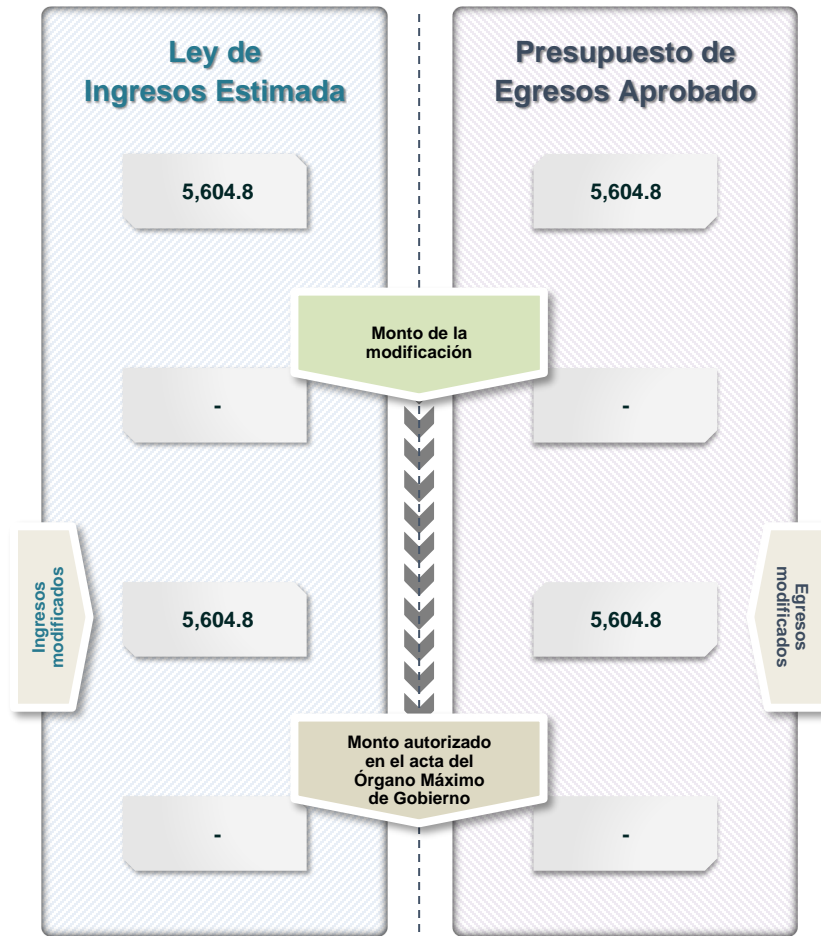 Ley de
Ingresos Estimada
Presupuesto de
Egresos Aprobado
5,604.8
5,604.8
Monto de la
modificación
-
-
Ingresos
modificados
5,604.8
5,604.8
Egresos
modificados
Monto autorizado
en el acta del
Órgano Máximo
de Gobierno
-
-